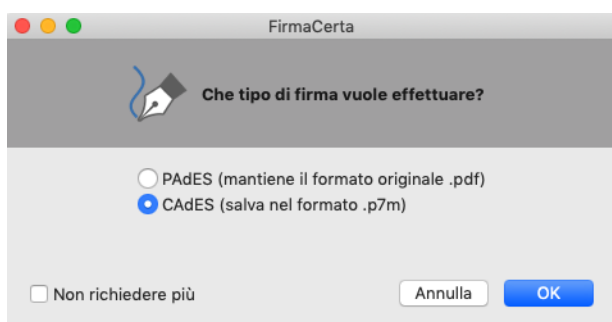 FirmaCerta
Che tipo di firma vuole effettuare?
PAdES (mantiene il formato originale .pdf)
CAdES (salva nel formato .p7m)
Non richiedere più
Annulla
OK